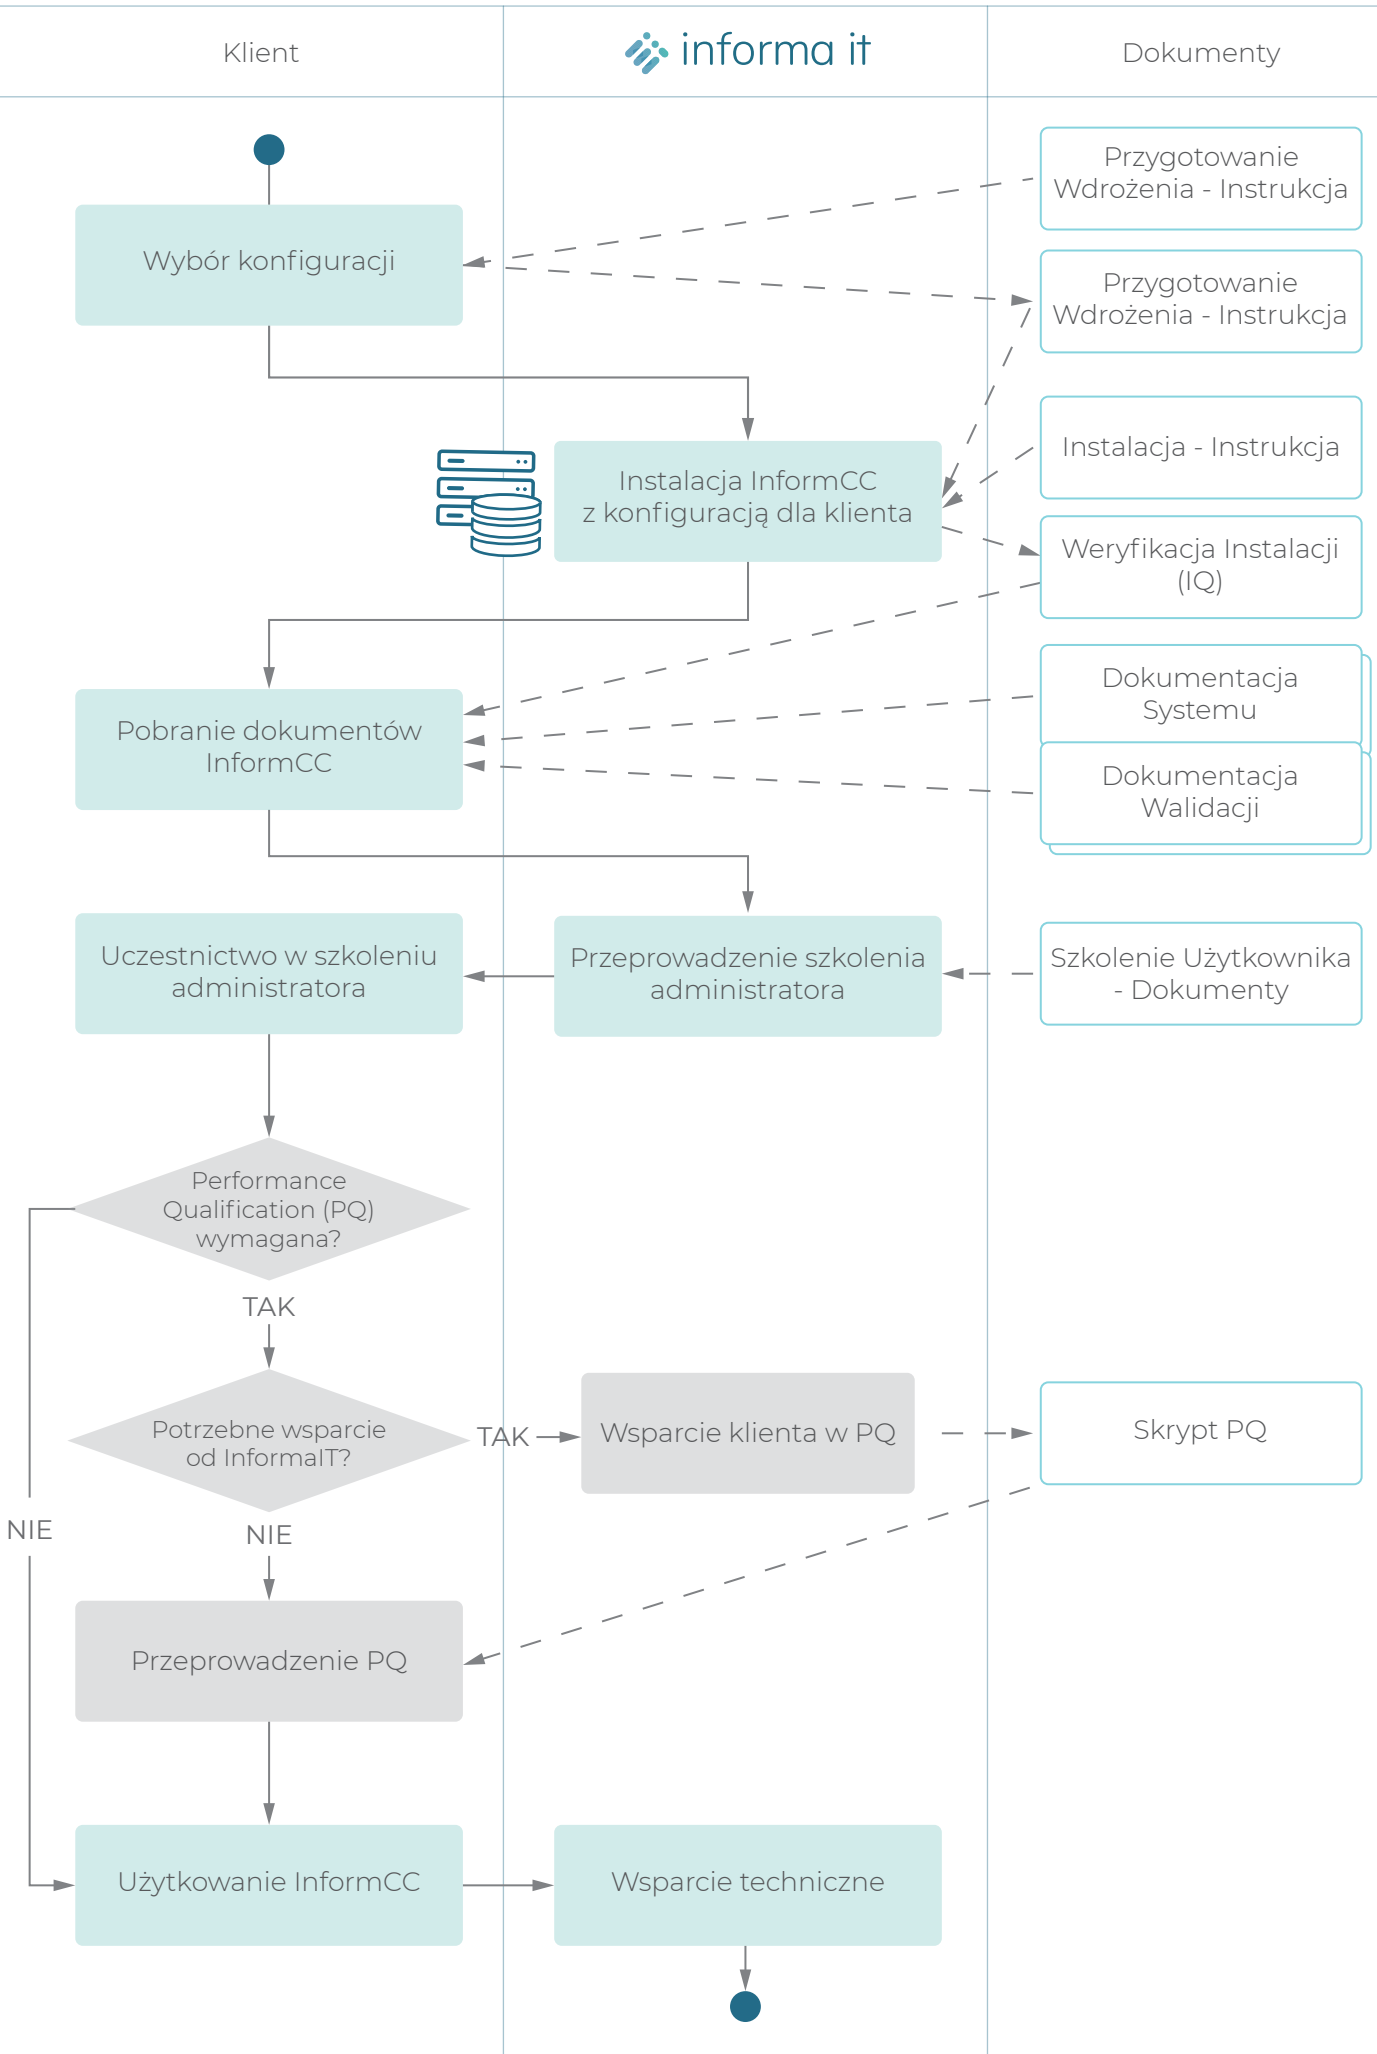 Klient
informa it
Dokumenty
Przygotowanie
Wdrożenia - Instrukcja
Wybór konfiguracji
Przygotowanie
Wdrożenia - Instrukcja
Instalacja InformCC
z konfiguracją dla klienta
Instalacja - Instrukcja
Weryfikacja Instalacji
(IQ)
Pobranie dokumentów
InformCC
Dokumentacja
Systemu
Dokumentacja
Walidacji
Uczestnictwo w szkoleniu
administratora
Przeprowadzenie szkolenia
administratora
Szkolenie Użytkownika
- Dokumenty
Performance
Qualification (PQ)
wymagana?
TAK
Potrzebne wsparcie
od InformaIT?
TAK
Wsparcie klienta w PQ
Skrypt PQ
NIE
NIE
Przeprowadzenie PQ
Użytkowanie InformCC
Wsparcie techniczne